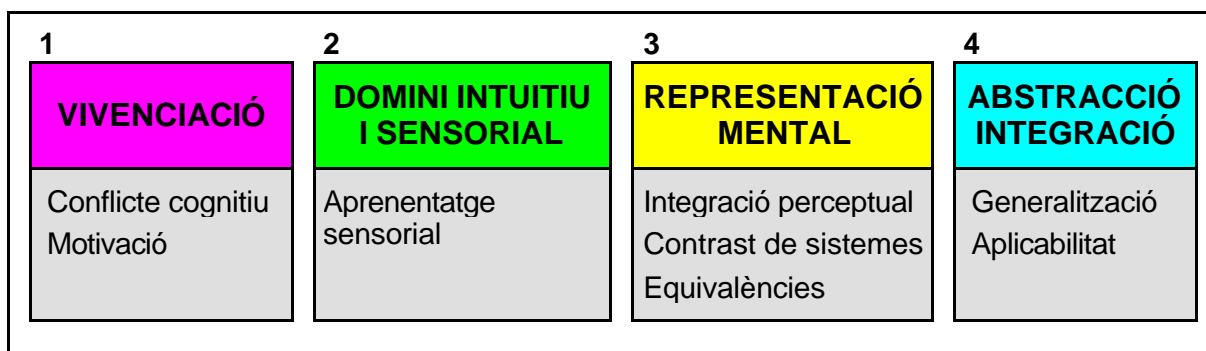 1
VIVENCIACIÓ
Conflicte cognitiu
Motivació
2
DOMINI INTUITIU
I SENSORIAL
Aprenentatge
sensorial
3
REPRESENTACIÓ
MENTAL
Integració perceptual
Contrast de sistemes
Equivalències
4
ABSTRACCIÓ
INTEGRACIÓ
Generalització
Aplicabilitat